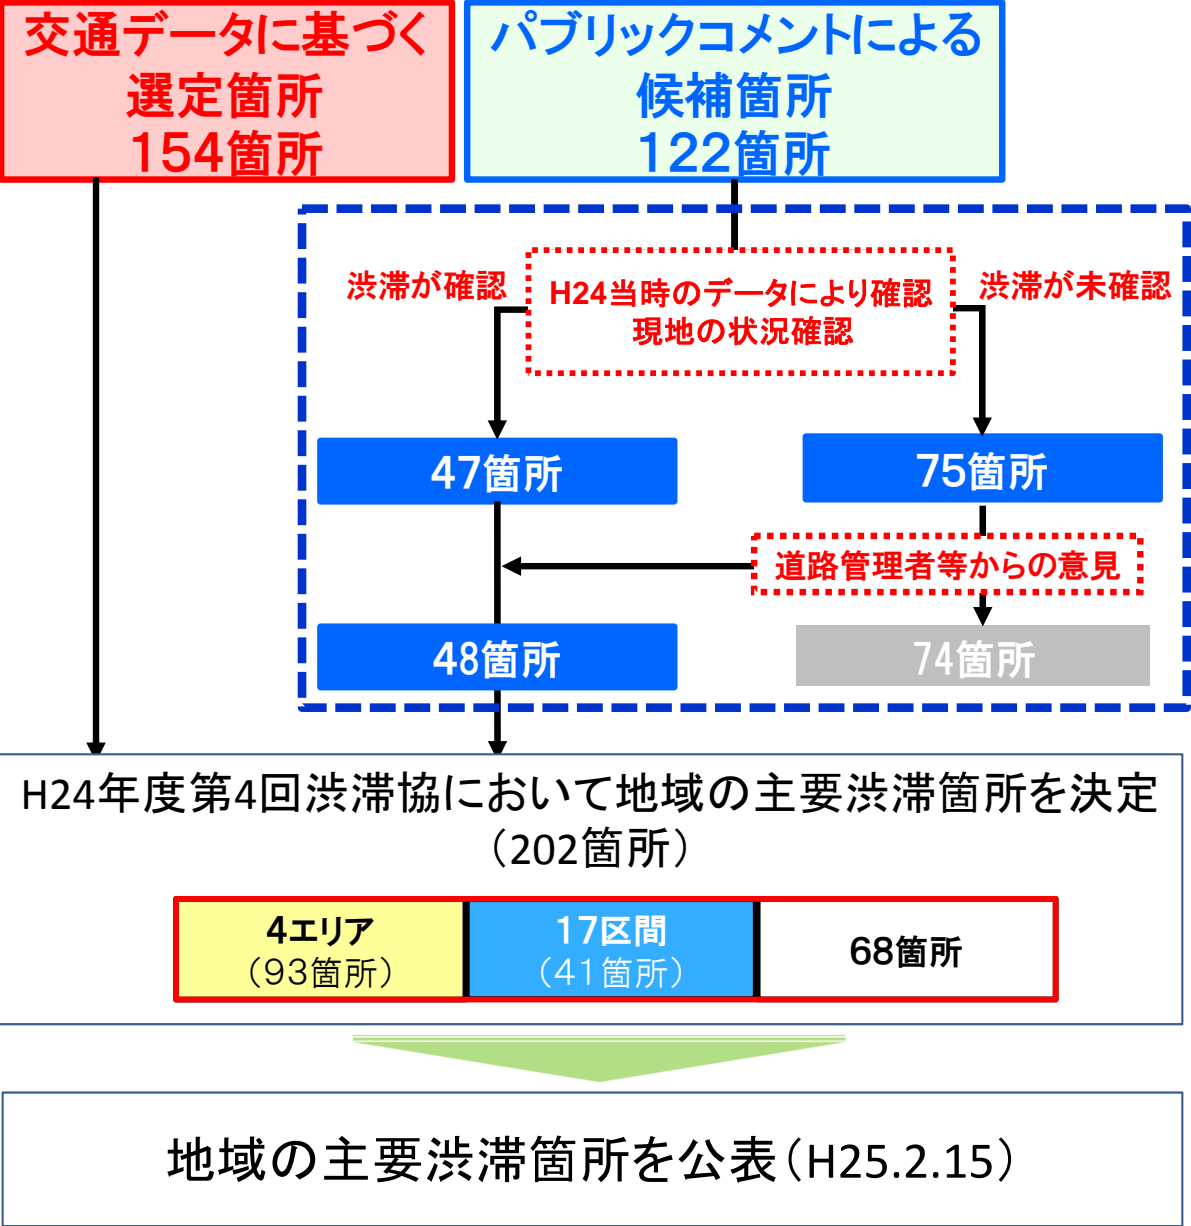 交通データに基づく
選定箇所
154箇所
パブリックコメントによる
候補箇所
122箇所
渋滞が確認
H24当時のデータにより確認
現地の状況確認
渋滞が未確認
47箇所
75箇所
道路管理者等からの意見
48箇所
74箇所
H24年度第4回渋滞協において地域の主要渋滞箇所を決定
（202箇所）
4エリア
（93箇所）
17区間
（41箇所）
68箇所
地域の主要渋滞箇所を公表（H25.2.15）